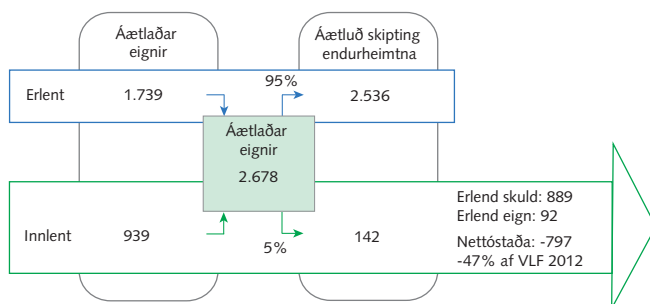 Áætlaðar
eignir
Áætluð skipting
endurheimtna
Erlent
1.739
95%
2.536
Áætlaðar
eignir
2.678
Innlent
939
5%
142
Erlend skuld: 889
Erlend eign: 92
Nettóstaða: -797
-47% af VLF 2012